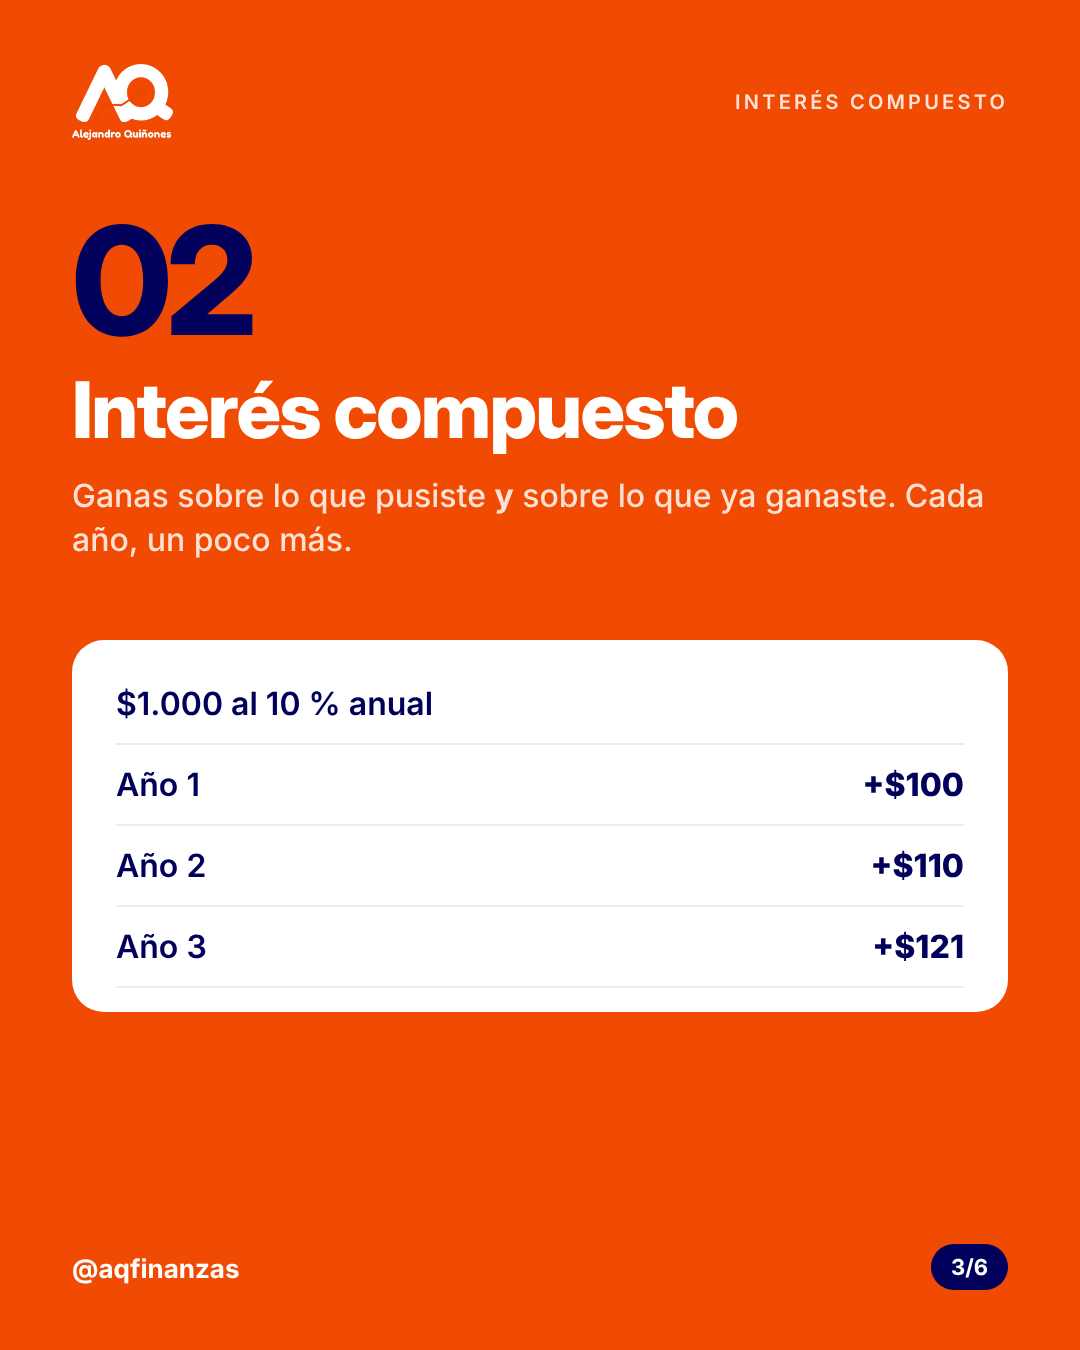 AQ
Alejandro Quiñones
INTERÉS COMPUESTO
02
Interés compuesto
Ganas sobre lo que pusiste y sobre lo que ya ganaste. Cada
año, un poco más.
$1.000 al 10 % anual
Año 1 +$100
Año 2 +$110
Año 3 +$121
@aqfinanzas
3/6